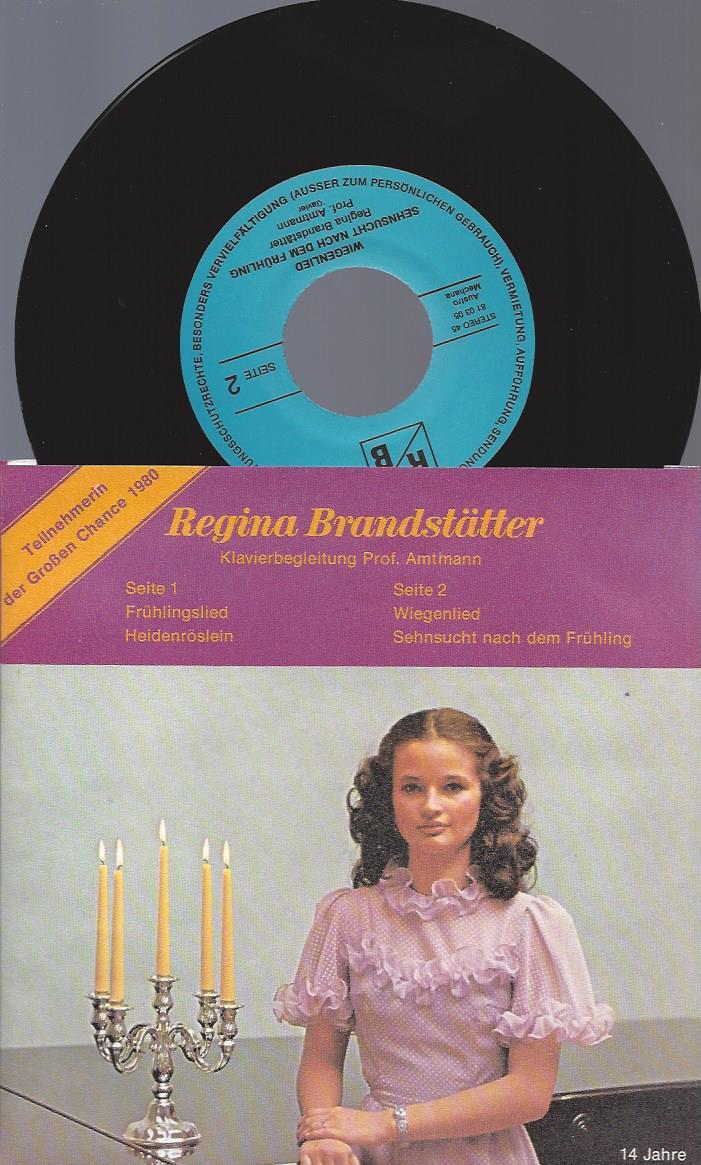 UNGSSCHUTZRECHTE, BESONDERS VERVIELFÄLTIGUNG (AUSSER ZUM PERSÖNLICHEN GEBRAUCH), VERMIETUNG, AUFFÜHRUNG, SENDUNG
STEREO 45
81 03 05
Austro
Mechana
SEITE 2
WIEGENLIED
SEHNSUCHT NACH DEM FRÜHLING
Regina Brandstätter
Prof. Amtmann
Teilnehmerin
der Großen Chance 1980
Regina Brandstätter
Klavierbegleitung Prof. Amtmann
Seite 1
Frühlingslied
Heidenröslein
Seite 2
Wiegenlied
Sehnsucht nach dem Frühling
14 Jahre